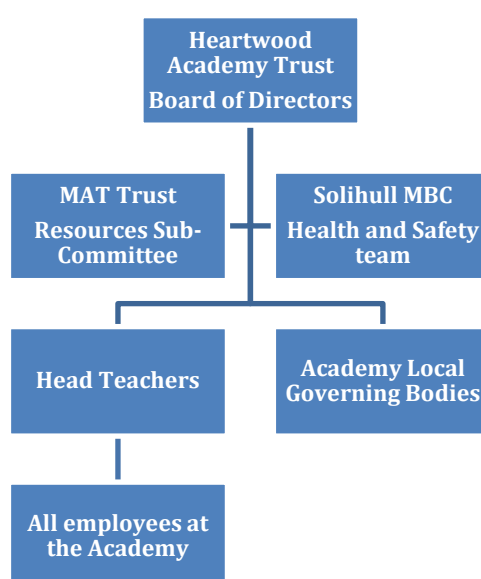 Heartwood
Academy Trust
Board of Directors
MAT Trust
Resources Sub-
Committee
Solihull MBC
Health and Safety
team
Head Teachers
Academy Local
Governing Bodies
All employees at
the Academy